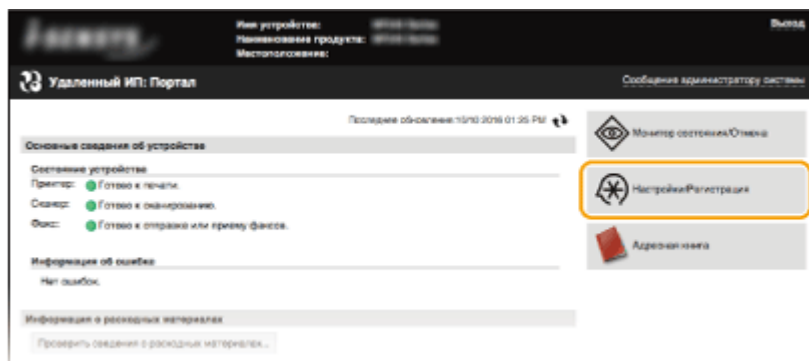 i-SENSYS
Имя устройства:
Наименование продукта:
Местоположение:
Выход
Удаленный ИП: Портал
Сообщение администратору системы
Последнее обновление:10/10 2016 01:25 PM
Основные сведения об устройстве
Состояние устройства
Принтер: Готово к печати.
Сканер: Готово к сканированию.
Факс: Готово к отправке или приему факсов.
Информация об ошибке
Нет ошибок.
Информация о расходных материалах
Проверить сведения о расходных материалах...
Монитор состояния/Отмена
Настройки/Регистрация
Адресная книга